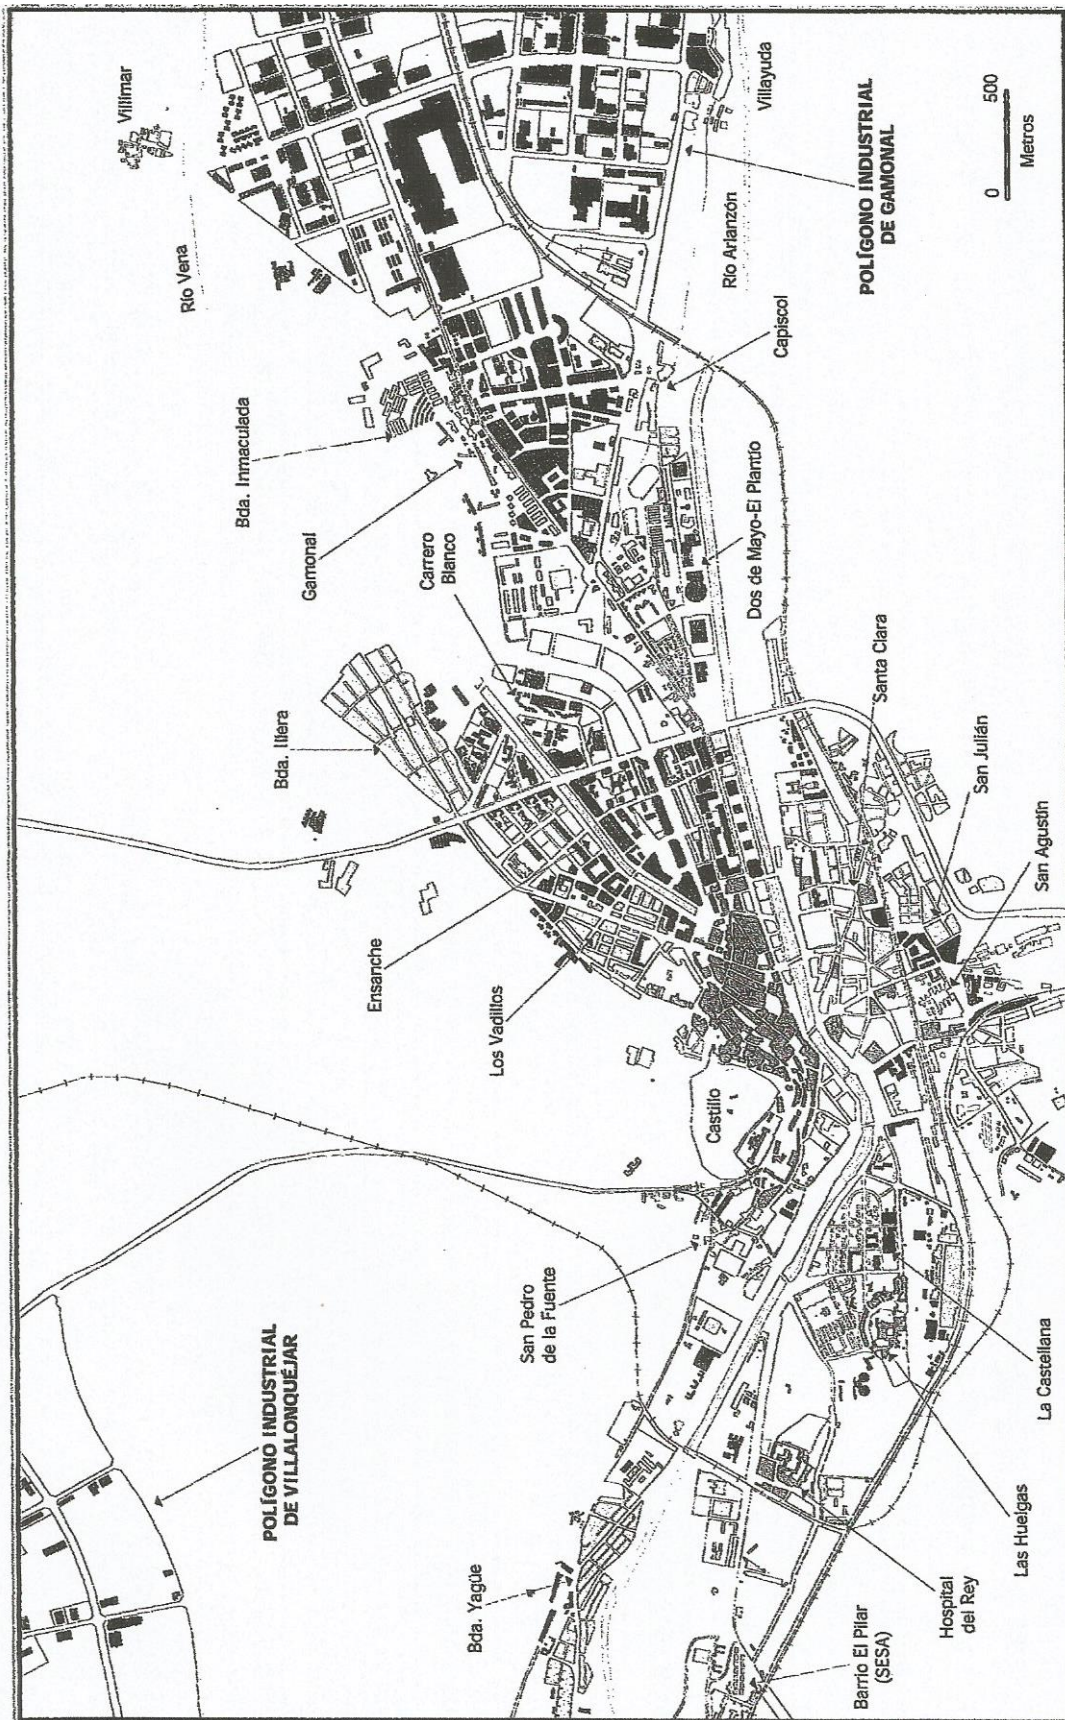 Villímar
Río Vena
Bda. Inmaculada
Gamonal
Carrero
Blanco
Bda. Illera
Ensanche
Los Vadillos
Castillo
San Pedro
de la Fuente
POLÍGONO INDUSTRIAL
DE VILLALONQUÉJAR
Bda. Yagüe
Villayuda
POLÍGONO INDUSTRIAL
DE GAMONAL
0 500
Metros
Río Arlanzón
Capiscol
Dos de Mayo-El Plantío
Santa Clara
San Julián
San Agustín
La Castellana
Las Huelgas
Hospital
del Rey
Barrio El Pilar
(SESA)